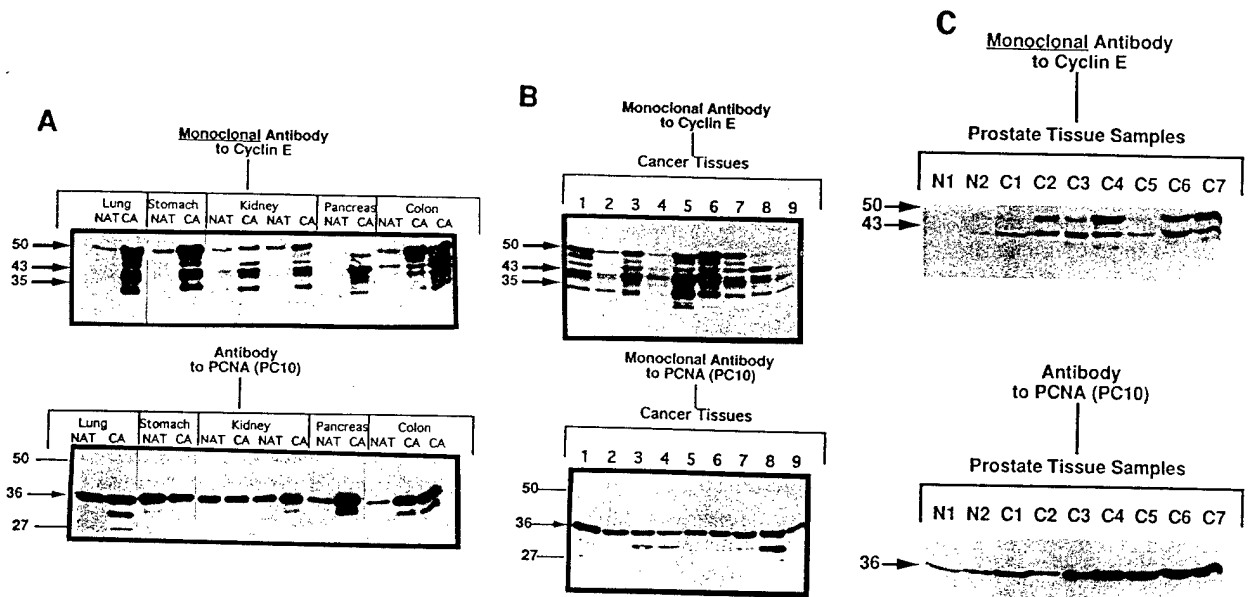 A
Monoclonal Antibody
to Cyclin E
Lung Stomach Kidney Pancreas Colon
NAT CA NAT CA NAT CA NAT CA NAT CA NAT CA CA
50
43
35
Antibody
to PCNA (PC10)
Lung Stomach Kidney Pancreas Colon
NAT CA NAT CA NAT CA NAT CA NAT CA NAT CA CA
50
36
27
B
Monoclonal Antibody
to Cyclin E
Cancer Tissues
1 2 3 4 5 6 7 8 9
50
43
35
Monoclonal Antibody
to PCNA (PC10)
Cancer Tissues
1 2 3 4 5 6 7 8 9
50
36
27
C
Monoclonal Antibody
to Cyclin E
Prostate Tissue Samples
N1 N2 C1 C2 C3 C4 C5 C6 C7
50
43
Antibody
to PCNA (PC10)
Prostate Tissue Samples
N1 N2 C1 C2 C3 C4 C5 C6 C7
36